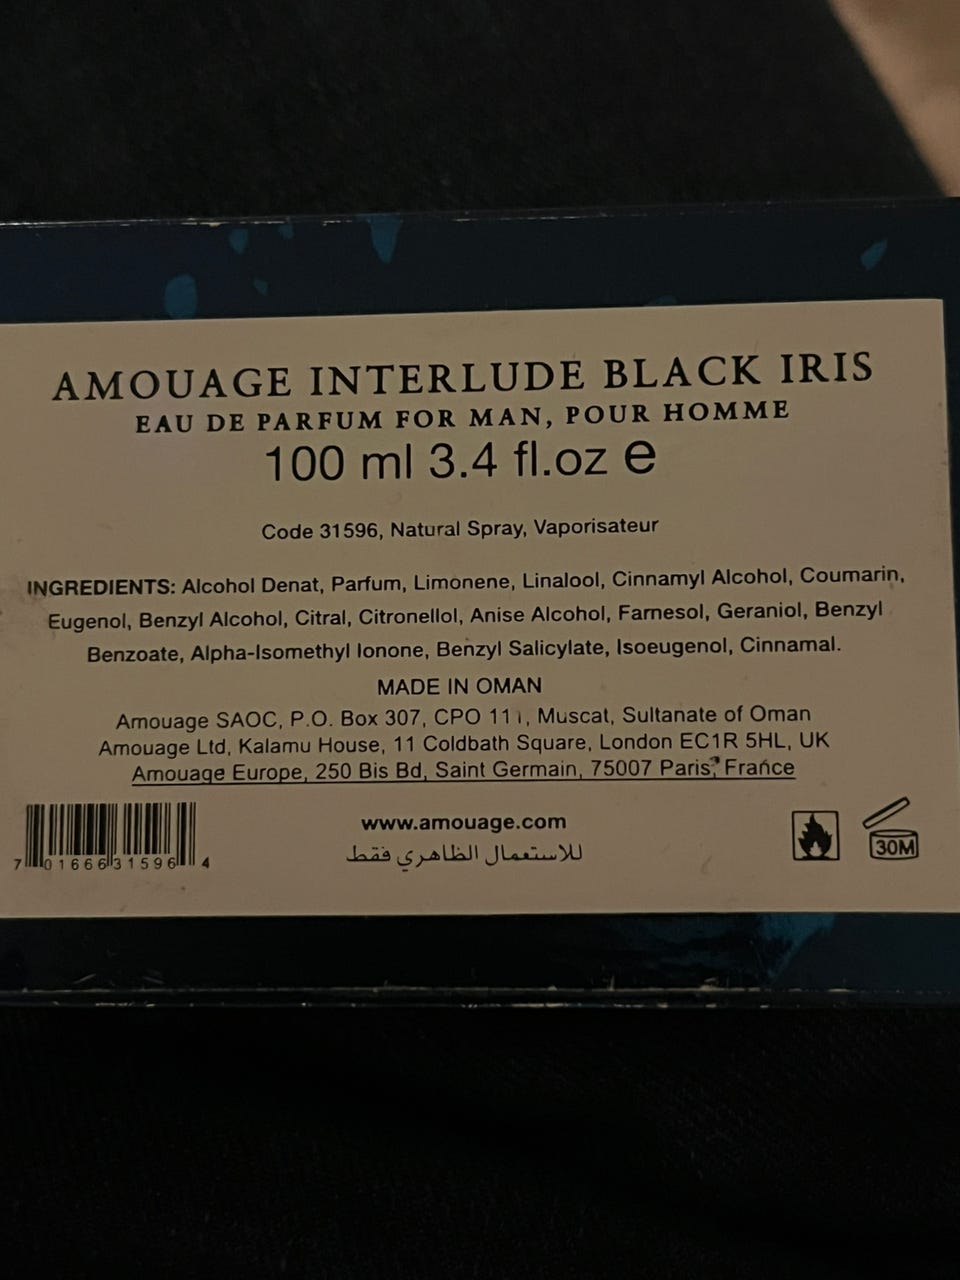 AMOUAGE INTERLUDE BLACK IRIS
EAU DE PARFUM FOR MAN, POUR HOMME
100 ml 3.4 fl.oz e
Code 31596, Natural Spray, Vaporisateur
INGREDIENTS: Alcohol Denat, Parfum, Limonene, Linalool, Cinnamyl Alcohol, Coumarin,
Eugenol, Benzyl Alcohol, Citral, Citronellol, Anise Alcohol, Farnesol, Geraniol, Benzyl
Benzoate, Alpha-Isomethyl Ionone, Benzyl Salicylate, Isoeugenol, Cinnamal.
MADE IN OMAN
Amouage SAOC, P.O. Box 307, CPO 111, Muscat, Sultanate of Oman
Amouage Ltd, Kalamu House, 11 Coldbath Square, London EC1R 5HL, UK
Amouage Europe, 250 Bis Bd, Saint Germain, 75007 Paris, France
www.amouage.com
للاستعمال الظاهري فقط
7 01666 31596 4
30M